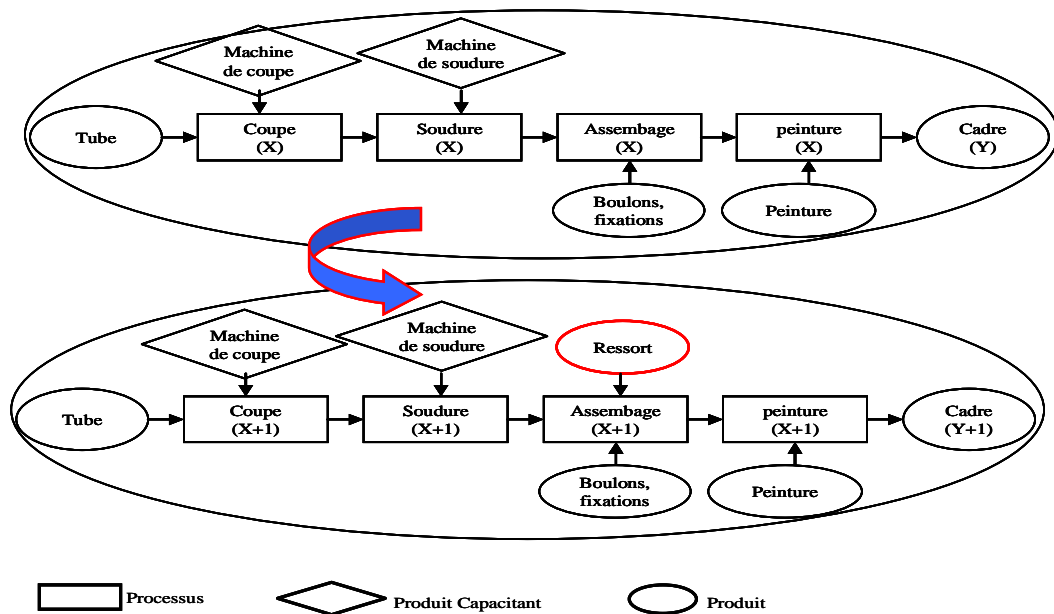 Machine
de coupe
Machine
de soudure
Tube
Coupe
(X)
Soudure
(X)
Assembage
(X)
peinture
(X)
Cadre
(Y)
Boulons,
fixations
Peinture
Machine
de coupe
Machine
de soudure
Ressort
Tube
Coupe
(X+1)
Soudure
(X+1)
Assembage
(X+1)
peinture
(X+1)
Cadre
(Y+1)
Boulons,
fixations
Peinture
Processus
Produit Capacitant
Produit